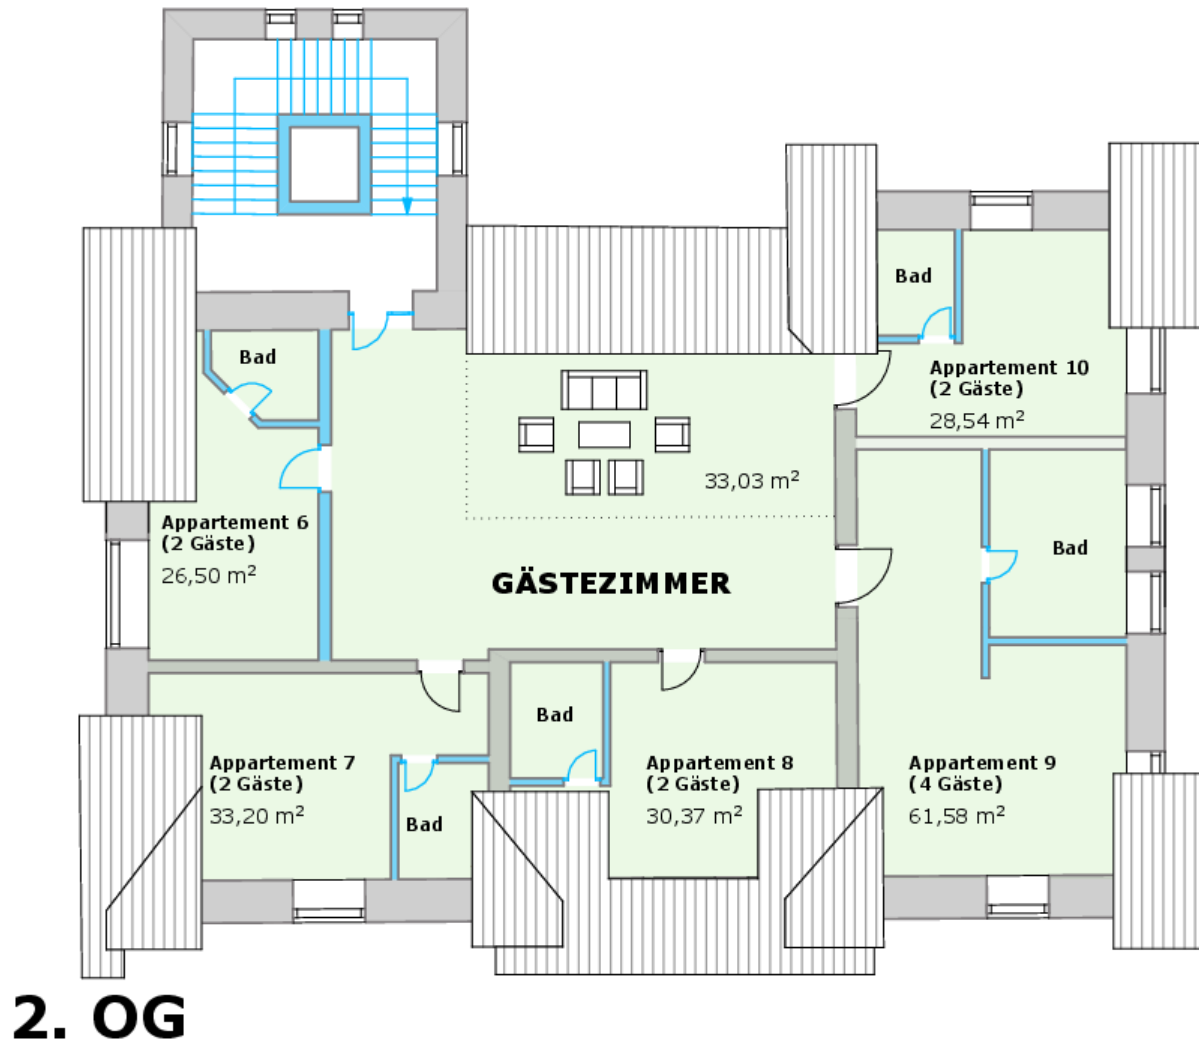 Bad
Bad
Appartement 10
(2 Gäste)
28,54 m²
33,03 m²
Appartement 6
(2 Gäste)
26,50 m²
Bad
GÄSTEZIMMER
Bad
Appartement 7
(2 Gäste)
33,20 m²
Bad
Appartement 8
(2 Gäste)
30,37 m²
Appartement 9
(4 Gäste)
61,58 m²
2. OG